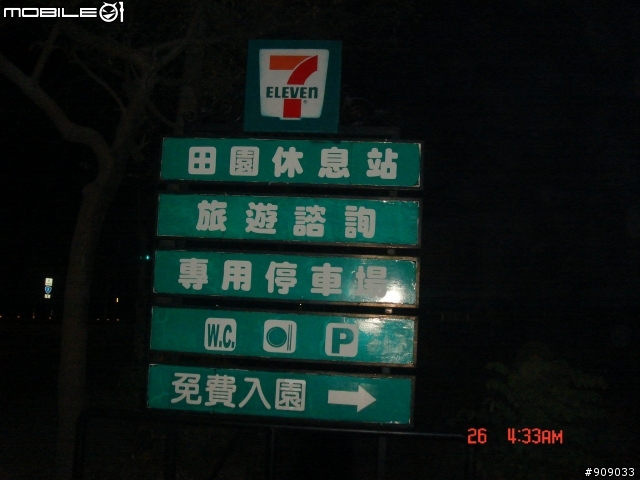 MOBILE01
7
ELEVEn
田園休息站
旅遊諮詢
專用停車場
W.C. P
免費入園
26 4:33AM
#909033